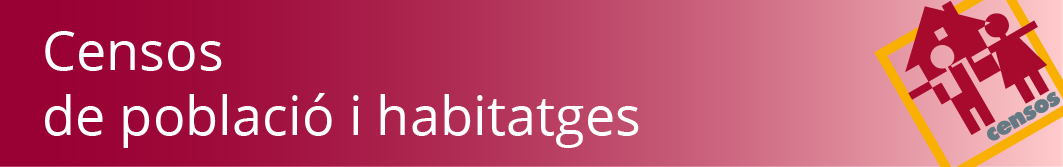 Censos
de població i habitatges
censos